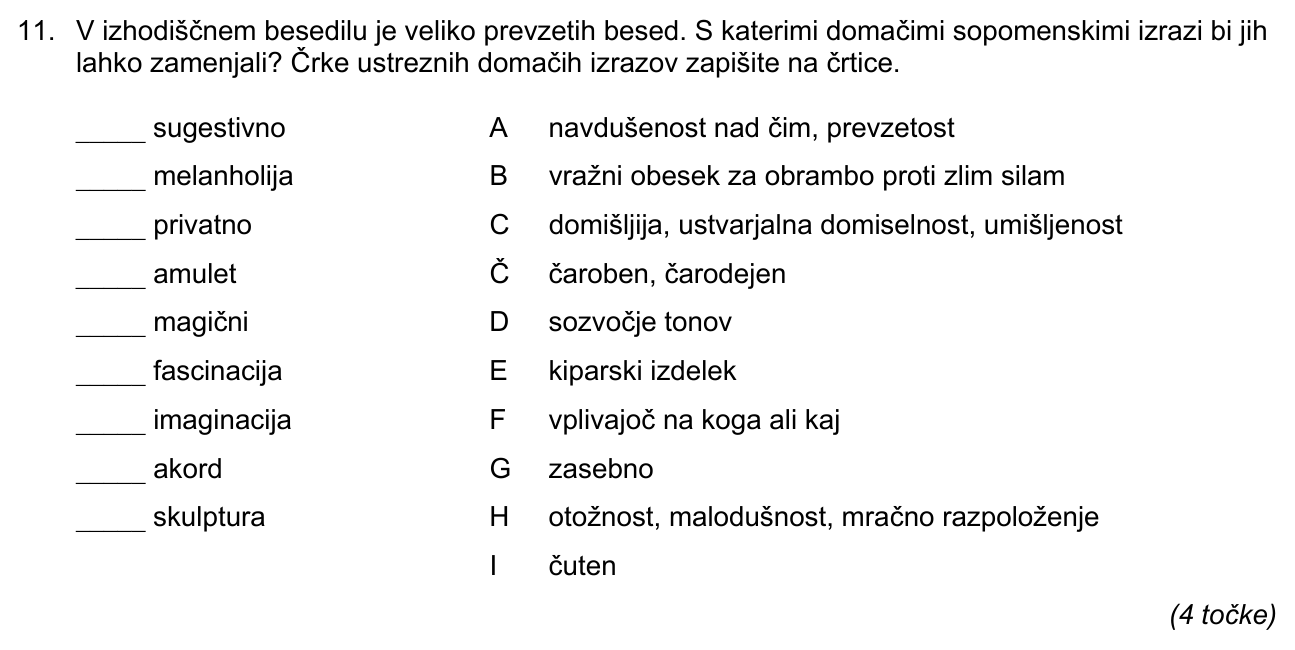 11. V izhodiščnem besedilu je veliko prevzetih besed. S katerimi domačimi sopomenskimi izrazi bi jih
lahko zamenjali? Črke ustreznih domačih izrazov zapišite na črtice.
_____ sugestivno A navdušenost nad čim, prevzetost
_____ melanholija B vražni obesek za obrambo proti zlim silam
_____ privatno C domišljija, ustvarjalna domiselnost, umišljenost
_____ amulet Č čaroben, čarodejen
_____ magični D sozvočje tonov
_____ fascinacija E kiparski izdelek
_____ imaginacija F vplivajoč na koga ali kaj
_____ akord G zasebno
_____ skulptura H otožnost, malodušnost, mračno razpoloženje
I čuten
(4 točke)